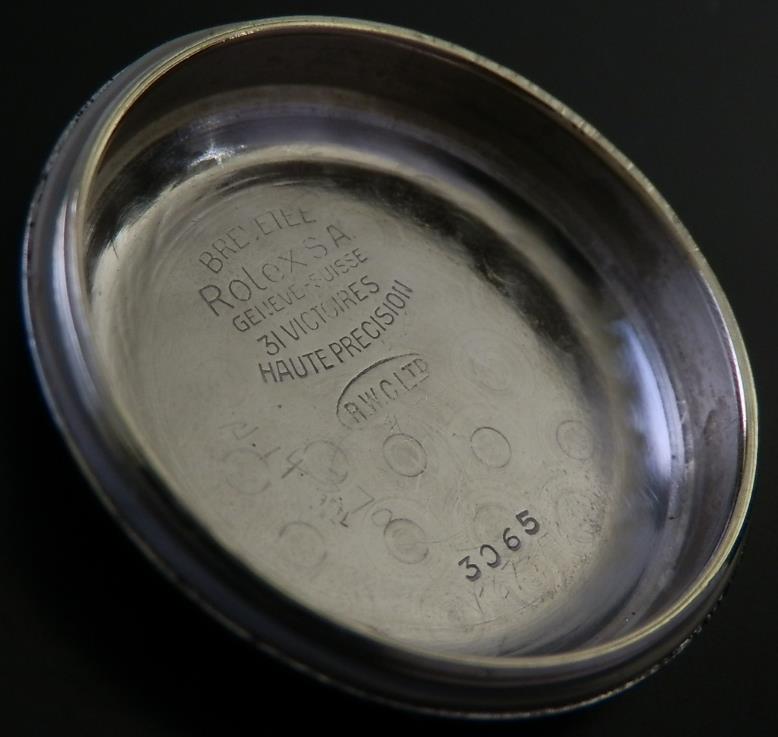 BREVETEE
Rolex S.A.
GENEVE-SUISSE
31 VICTOIRES
HAUTE PRECISION
R.W.C. LTD
3065